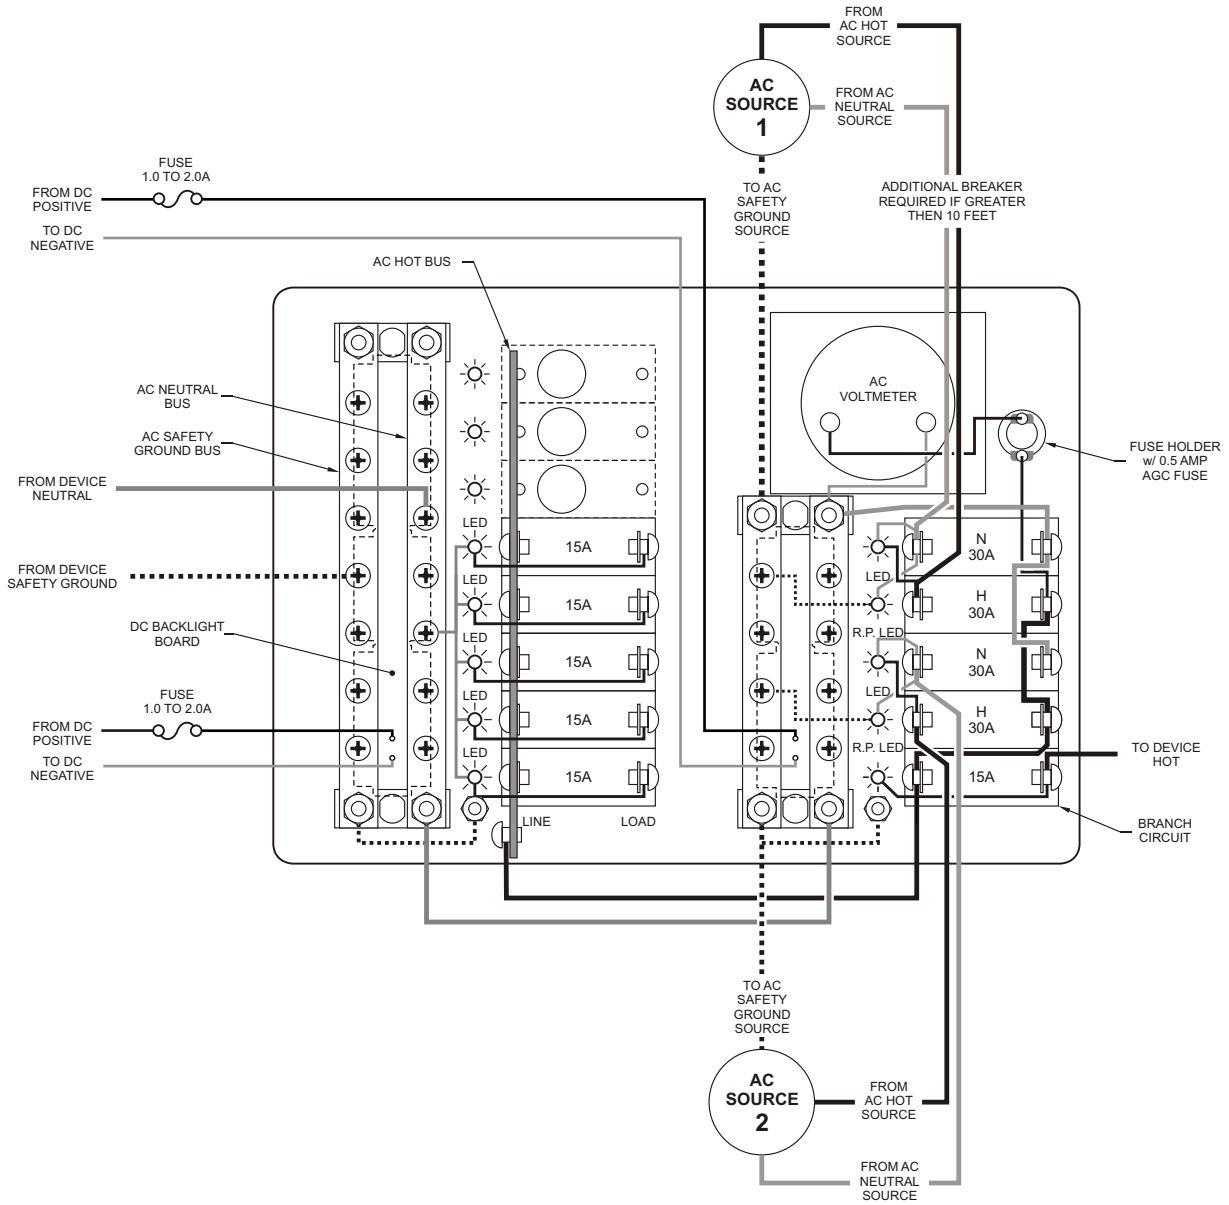 FROM
AC HOT
SOURCE
AC
SOURCE
1
FROM AC
NEUTRAL
SOURCE
FUSE
1.0 TO 2.0A
FROM DC
POSITIVE
TO DC
NEGATIVE
TO AC
SAFETY
GROUND
SOURCE
ADDITIONAL BREAKER
REQUIRED IF GREATER
THEN 10 FEET
AC HOT BUS
AC NEUTRAL
BUS
AC SAFETY
GROUND BUS
FROM DEVICE
NEUTRAL
FROM DEVICE
SAFETY GROUND
DC BACKLIGHT
BOARD
FUSE
1.0 TO 2.0A
FROM DC
POSITIVE
TO DC
NEGATIVE
AC
VOLTMETER
FUSE HOLDER
w/ 0.5 AMP
AGC FUSE
LED
15A
LED
15A
LED
15A
LED
15A
LED
15A
LINE
LOAD
N
30A
LED
H
30A
R.P. LED
N
30A
LED
H
30A
R.P. LED
15A
TO DEVICE
HOT
BRANCH
CIRCUIT
TO AC
SAFETY
GROUND
SOURCE
AC
SOURCE
2
FROM
AC HOT
SOURCE
FROM AC
NEUTRAL
SOURCE